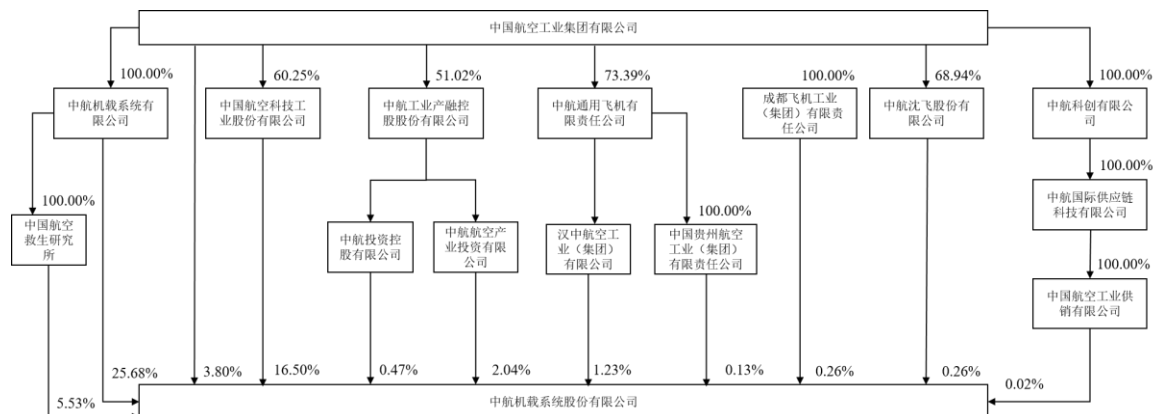 中国航空工业集团有限公司
100.00%
60.25%
51.02%
73.39%
100.00%
68.94%
100.00%
中航机载系统有
限公司
中国航空科技工
业股份有限公司
中航工业产融控
股股份有限公司
中航通用飞机有
限责任公司
成都飞机工业
（集团）有限责
任公司
中航沈飞股份有
限公司
中航科创有限公
司
100.00%
中国航空
救生研究
所
中航投资控
股有限公司
中航航空产
业投资有限
公司
汉中航空工
业（集团）
有限公司
100.00%
中国贵州航空
工业（集团）
有限责任公司
100.00%
中航国际供应链
科技有限公司
100.00%
中国航空工业供
销有限公司
5.53%
25.68%
3.80%
16.50%
0.47%
2.04%
1.23%
0.13%
0.26%
0.26%
0.02%
中航机载系统股份有限公司